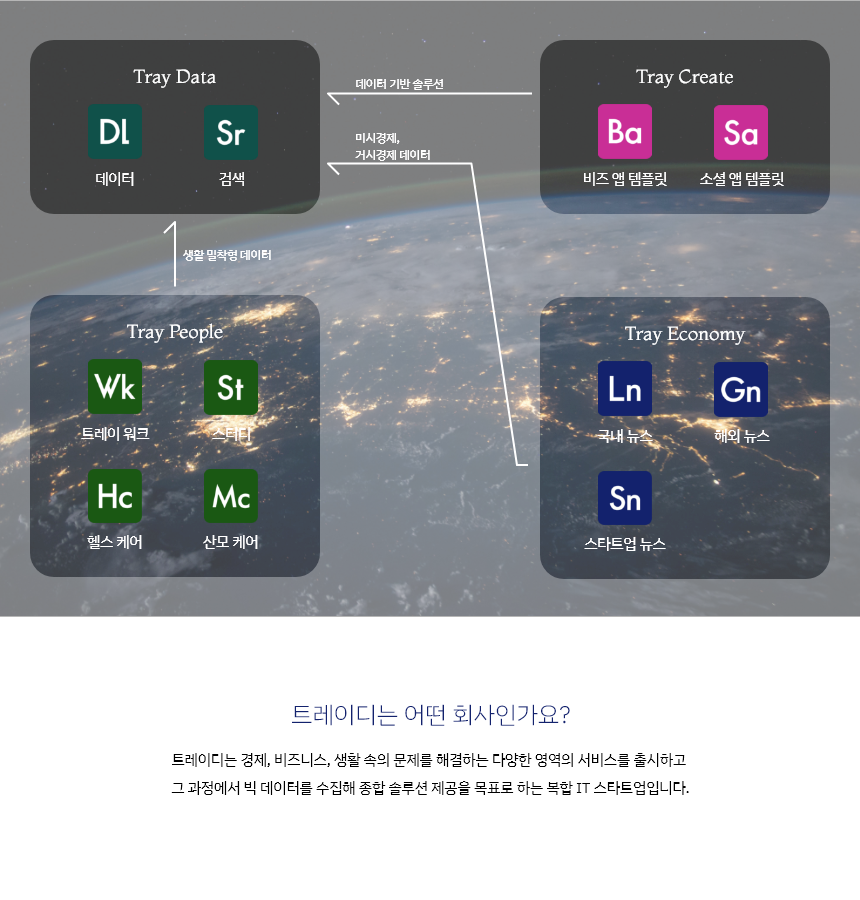 Tray Data
Dl
Sr
데이터
검색
데이터 기반 솔루션
미시경제,
거시경제 데이터
Tray Create
Ba
Sa
비즈 앱 템플릿
소셜 앱 템플릿
생활 밀착형 데이터
Tray People
Wk
St
트레이 워크
스터디
Hc
Mc
헬스 케어
산모 케어
Tray Economy
Ln
Gn
국내 뉴스
해외 뉴스
Sn
스타트업 뉴스
트레이디는 어떤 회사인가요?
트레이디는 경제, 비즈니스, 생활 속의 문제를 해결하는 다양한 영역의 서비스를 출시하고
그 과정에서 빅 데이터를 수집해 종합 솔루션 제공을 목표로 하는 복합 IT 스타트업입니다.